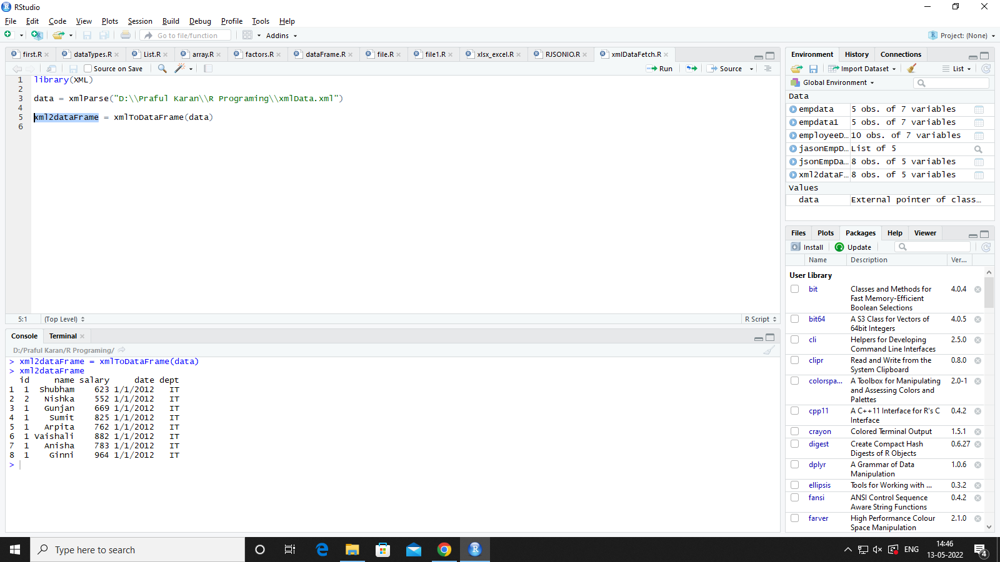 RStudio
File Edit Code View Plots Session Build Debug Profile Tools Help
Go to file/function Addins Project: (None)
first.R dataTypes.R List.R array.R factors.R dataFrame.R file.R file1.R xlsx_excel.R RJSONIO.R xmlDataFetch.R
Source on Save Run Source
1 library(XML)
2
3 data = xmlParse("D:\\Praful Karan\\R Programing\\xmlData.xml")
4
5 xml2dataFrame = xmlToDataFrame(data)
6
5:1 (Top Level) R Script
Console Terminal
D:/Praful Karan/R Programing/
> xml2dataFrame = xmlToDataFrame(data)
> xml2dataFrame
id name salary date dept
1 1 Shubham 623 1/1/2012 IT
2 2 Nishka 552 1/1/2012 IT
3 1 Gunjan 669 1/1/2012 IT
4 1 Sumit 825 1/1/2012 IT
5 1 Arpita 762 1/1/2012 IT
6 1 Vaishali 882 1/1/2012 IT
7 1 Anisha 783 1/1/2012 IT
8 1 Ginni 964 1/1/2012 IT
>
Environment History Connections
Import Dataset List
Global Environment
Data
empdata 5 obs. of 7 variables
empdata1 5 obs. of 7 variables
employeeD… 10 obs. of 7 variables
jasonEmpD… List of 5
jsonEmpDa… 8 obs. of 5 variables
xml2dataF… 8 obs. of 5 variables
Values
data External pointer of class…
Files Plots Packages Help Viewer
Install Update
Name Description Ver...
User Library
bit Classes and Methods for 4.0.4
Fast Memory-Efficient
Boolean Selections
bit64 A S3 Class for Vectors of 4.0.5
64bit Integers
cli Helpers for Developing 2.5.0
Command Line Interfaces
clipr Read and Write from the 0.8.0
System Clipboard
colorspa... A Toolbox for Manipulating 2.0-1
and Assessing Colors and
Palettes
cpp11 A C++11 Interface for R's C 0.4.2
Interface
crayon Colored Terminal Output 1.5.1
digest Create Compact Hash 0.6.27
Digests of R Objects
dplyr A Grammar of Data 1.0.6
Manipulation
ellipsis Tools for Working with ... 0.3.2
fansi ANSI Control Sequence 0.4.2
Aware String Functions
farver High Performance Colour 2.1.0
Space Manipulation
Type here to search
ENG 14:46
13-05-2022 4